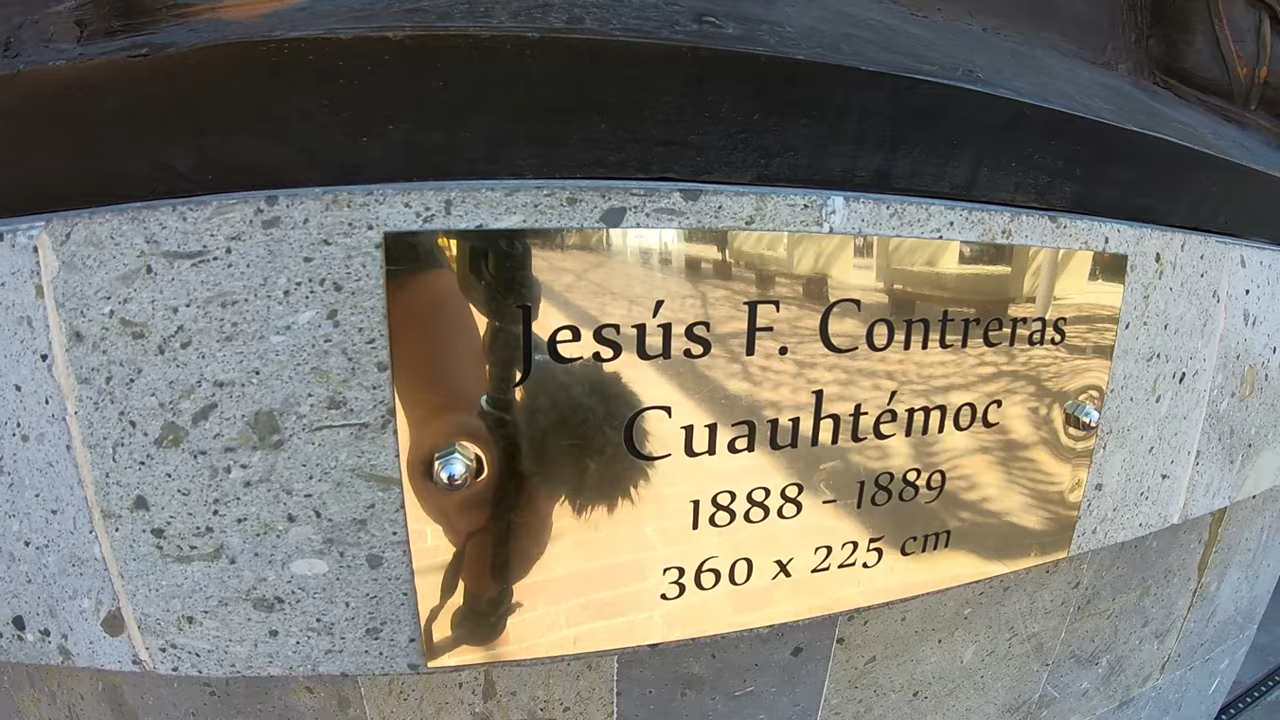 Jesús F. Contreras
Cuauhtémoc
1888 - 1889
360 x 225 cm